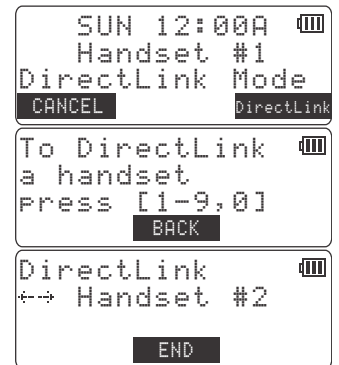 SUN 12:00A
Handset #1
DirectLink Mode
CANCEL DirectLink
To DirectLink
a handset
press [1-9,0]
BACK
DirectLink
←→ Handset #2
END